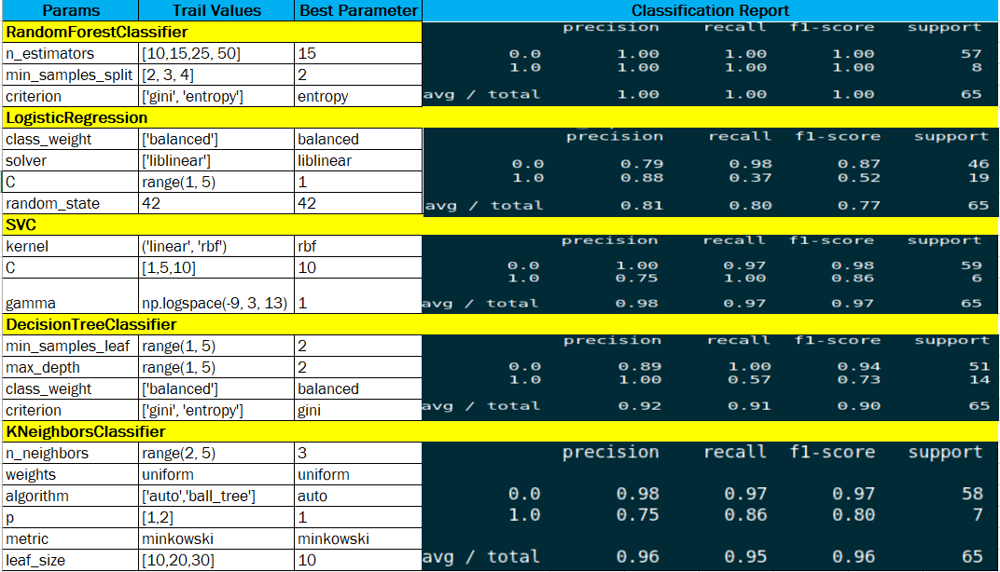 Params Trail Values Best Parameter Classification Report
RandomForestClassifier precision recall f1-score support
n_estimators [10,15,25, 50] 15 0.0 1.00 1.00 1.00 57
min_samples_split [2, 3, 4] 2 1.0 1.00 1.00 1.00 8
criterion ['gini', 'entropy'] entropy avg / total 1.00 1.00 1.00 65
LogisticRegression
class_weight ['balanced'] balanced precision recall f1-score support
solver ['liblinear'] liblinear 0.0 0.79 0.98 0.87 46
C range(1, 5) 1 1.0 0.88 0.37 0.52 19
random_state 42 42 avg / total 0.81 0.80 0.77 65
SVC
kernel ('linear', 'rbf') rbf precision recall f1-score support
C [1,5,10] 10 0.0 1.00 0.97 0.98 59
1.0 0.75 1.00 0.86 6
gamma np.logspace(-9, 3, 13) 1 avg / total 0.98 0.97 0.97 65
DecisionTreeClassifier
min_samples_leaf range(1, 5) 2 precision recall f1-score support
max_depth range(1, 5) 2 0.0 0.89 1.00 0.94 51
class_weight ['balanced'] balanced 1.0 1.00 0.57 0.73 14
criterion ['gini', 'entropy'] gini avg / total 0.92 0.91 0.90 65
KNeighborsClassifier
n_neighbors range(2, 5) 3 precision recall f1-score support
weights uniform uniform
algorithm ['auto','ball_tree'] auto 0.0 0.98 0.97 0.97 58
p [1,2] 1 1.0 0.75 0.86 0.80 7
metric minkowski minkowski
leaf_size [10,20,30] 10 avg / total 0.96 0.95 0.96 65